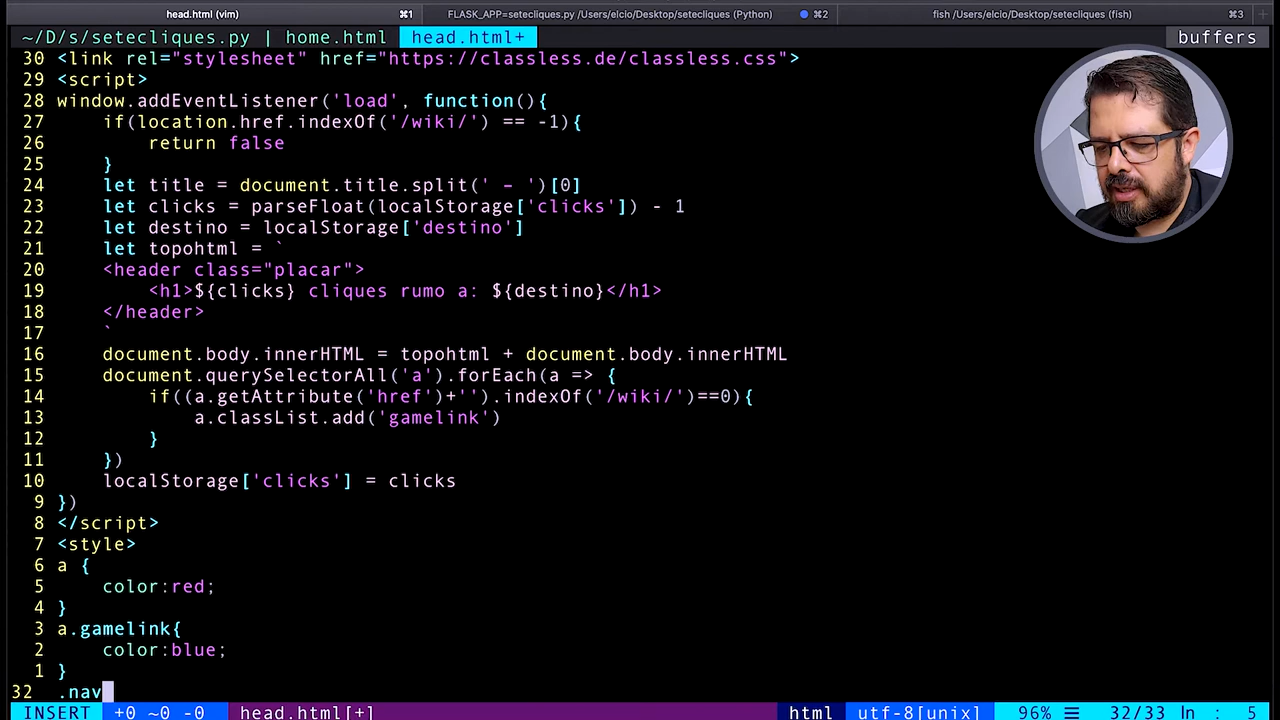 head.html (vim) ⌘1 FLASK_APP=setecliques.py /Users/elcio/Desktop/setecliques (Python) ⌘2 fish /Users/elcio/Desktop/setecliques (fish) ⌘3 +
~/D/s/setecliques.py | home.html head.html+ buffers
30 <link rel="stylesheet" href="https://classless.de/classless.css">
29 <script>
28 window.addEventListener('load', function(){
27     if(location.href.indexOf('/wiki/') == -1){
26         return false
25     }
24     let title = document.title.split(' - ')[0]
23     let clicks = parseFloat(localStorage['clicks']) - 1
22     let destino = localStorage['destino']
21     let topohtml = `
20     <header class="placar">
19         <h1>${clicks} cliques rumo a: ${destino}</h1>
18     </header>
17     `
16     document.body.innerHTML = topohtml + document.body.innerHTML
15     document.querySelectorAll('a').forEach(a => {
14         if((a.getAttribute('href')+'').indexOf('/wiki/')==0){
13             a.classList.add('gamelink')
12         }
11     })
10     localStorage['clicks'] = clicks
9 })
8 </script>
7 <style>
6 a {
5     color:red;
4 }
3 a.gamelink{
2     color:blue;
1 }
32 .nav
INSERT +0 ~0 -0 head.html[+] html utf-8[unix] 96% ☰ 32/33 ln : 5